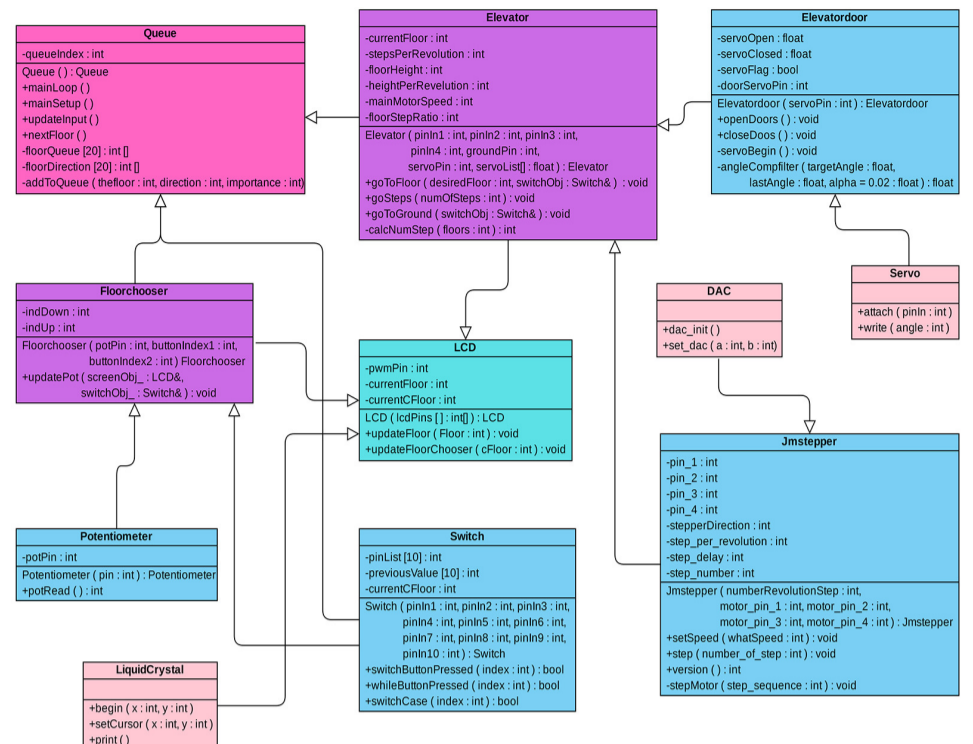 Queue
-queueIndex : int
Queue ( ) : Queue
+mainLoop ( )
+mainSetup ( )
+updateInput ( )
+nextFloor ( )
-floorQueue [20] : int []
-floorDirection [20] : int []
-addToQueue ( thefloor : int, direction : int, importance : int)
Elevator
-currentFloor : int
-stepsPerRevolution : int
-floorHeight : int
-heightPerRevelution : int
-mainMotorSpeed : int
-floorStepRatio : int
Elevator ( pinIn1 : int, pinIn2 : int, pinIn3 : int,
pinIn4 : int, groundPin : int,
servoPin : int, servoList[] : float ) : Elevator
+goToFloor ( desiredFloor : int, switchObj : Switch& ) : void
+goSteps ( numOfSteps : int ) : void
+goToGround ( switchObj : Switch& ) : void
-calcNumStep ( floors : int ) : int
Elevatordoor
-servoOpen : float
-servoClosed : float
-servoFlag : bool
-doorServoPin : int
Elevatordoor ( servoPin : int ) : Elevatordoor
+openDoors ( ) : void
+closeDoos ( ) : void
-servoBegin ( ) : void
-angleCompfilter ( targetAngle : float,
lastAngle : float, alpha = 0.02 : float ) : float
Servo
+attach ( pinIn : int )
+write ( angle : int )
DAC
+dac_init ( )
+set_dac ( a : int, b : int)
Floorchooser
-indDown : int
-indUp : int
Floorchooser ( potPin : int, buttonIndex1 : int,
buttonIndex2 : int ) Floorchooser
+updatePot ( screenObj_ : LCD&,
switchObj_ : Switch& ) : void
LCD
-pwmPin : int
-currentFloor : int
-currentCFloor : int
LCD ( lcdPins [ ] : int[] ) : LCD
+updateFloor ( Floor : int ) : void
+updateFloorChooser ( cFloor : int ) : void
Jmstepper
-pin_1 : int
-pin_2 : int
-pin_3 : int
-pin_4 : int
-stepperDirection : int
-step_per_revolution : int
-step_delay : int
-step_number : int
Jmstepper ( numberRevolutionStep : int,
motor_pin_1 : int, motor_pin_2 : int,
motor_pin_3 : int, motor_pin_4 : int ) : Jmstepper
+setSpeed ( whatSpeed : int ) : void
+step ( number_of_step : int ) : void
+version ( ) : int
-stepMotor ( step_sequence : int ) : void
Potentiometer
-potPin : int
Potentiometer ( pin : int ) : Potentiometer
+potRead ( ) : int
Switch
-pinList [10] : int
-previousValue [10] : int
-currentCFloor : int
Switch ( pinIn1 : int, pinIn2 : int, pinIn3 : int,
pinIn4 : int, pinIn5 : int, pinIn6 : int,
pinIn7 : int, pinIn8 : int, pinIn9 : int,
pinIn10 : int ) : Switch
+switchButtonPressed ( index : int ) : bool
+whileButtonPressed ( index : int ) : bool
+switchCase ( index : int ) : bool
LiquidCrystal
+begin ( x : int, y : int )
+setCursor ( x : int, y : int )
+print ( )